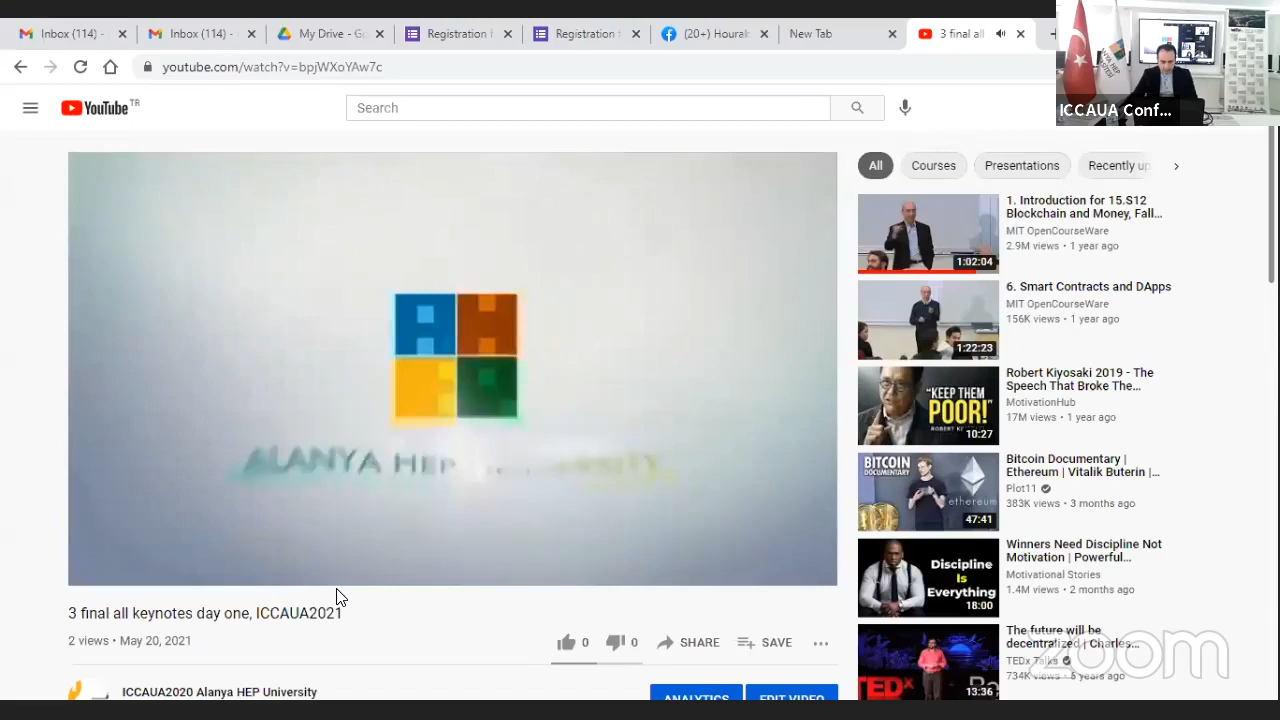 Inbox (114) -
Inbox (114) -
My Drive - Go
Registration f
Registration f
(20+) Hourak
New Tab
3 final all
youtube.com/watch?v=bpjWXoYAw7c
YouTube TR
Search
ICCAUA Conf...
All
Courses
Presentations
Recently up
ALANYA HEP
3 final all keynotes day one, ICCAUA2021
2 views • May 20, 2021
0
0
SHARE
SAVE
ICCAUA2020 Alanya HEP University
ANALYTICS
EDIT VIDEO
1:02:04
1. Introduction for 15.S12
Blockchain and Money, Fall...
MIT OpenCourseWare
2.9M views • 1 year ago
1:22:23
6. Smart Contracts and DApps
MIT OpenCourseWare
156K views • 1 year ago
"KEEP THEM
POOR!"
10:27
Robert Kiyosaki 2019 - The
Speech That Broke The...
MotivationHub
17M views • 1 year ago
BITCOIN
DOCUMENTARY
ethereum
47:41
Bitcoin Documentary |
Ethereum | Vitalik Buterin |...
Plot11
383K views • 3 months ago
Discipline
Is
Everything
18:00
Winners Need Discipline Not
Motivation | Powerful...
Motivational Stories
1.4M views • 2 months ago
TEDx
13:36
The future will be
decentralized | Charles...
TEDx Talks
734K views • 6 years ago
zoom